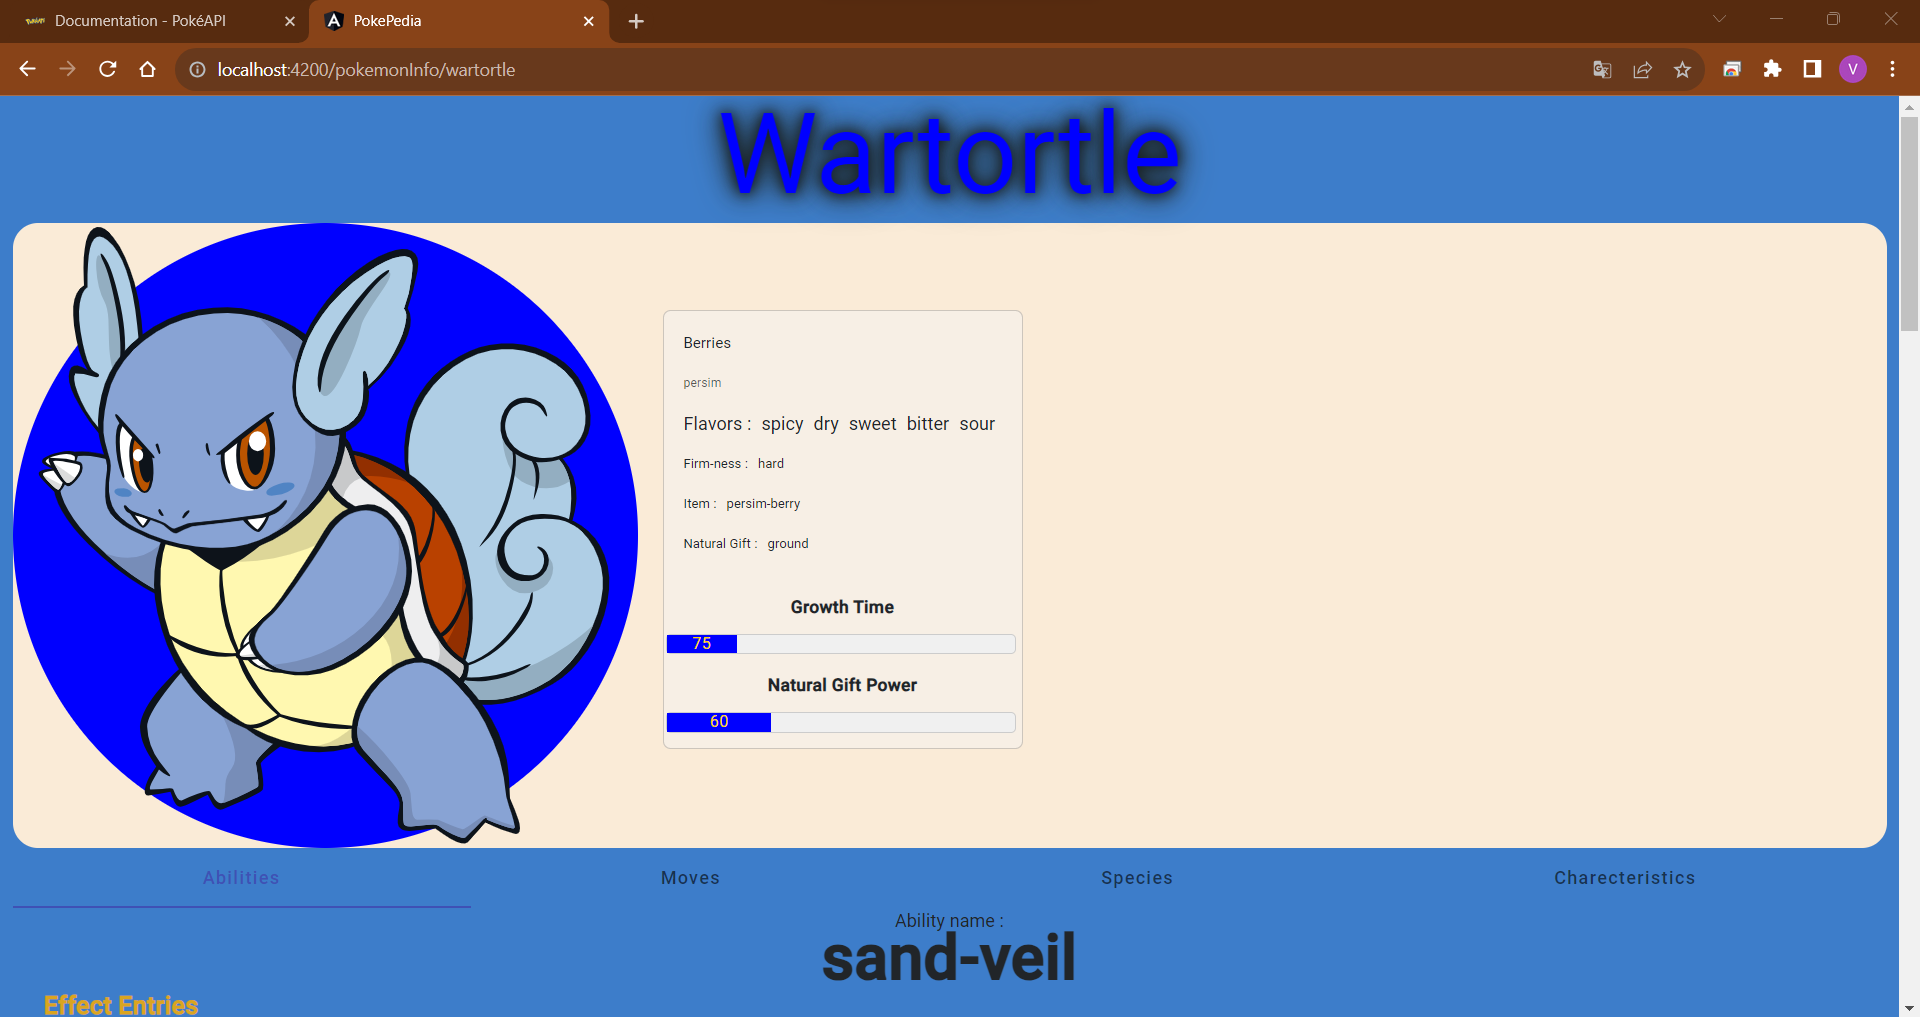 Documentation - PokéAPI
PokePedia
localhost:4200/pokemonInfo/wartortle
V
Wartortle
Berries
persim
Flavors : spicy dry sweet bitter sour
Firm-ness : hard
Item : persim-berry
Natural Gift : ground
Growth Time
75
Natural Gift Power
60
Abilities
Moves
Species
Charecteristics
Ability name :
sand-veil
Effect Entries